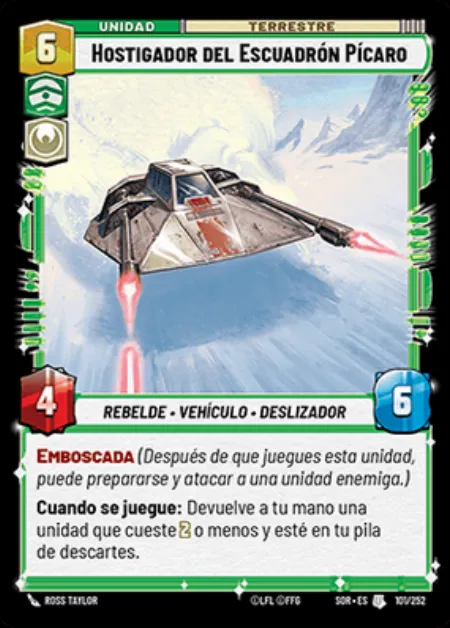 UNIDAD
TERRESTRE
6
HOSTIGADOR DEL ESCUADRÓN PÍCARO
4
REBELDE • VEHÍCULO • DESLIZADOR
6
EMBOSCADA (Después de que juegues esta unidad,
puede prepararse y atacar a una unidad enemiga.)
Cuando se juegue: Devuelve a tu mano una
unidad que cueste 2 o menos y esté en tu pila
de descartes.
ROSS TAYLOR
©LFL ©FFG
SOR • ES
U
101/252